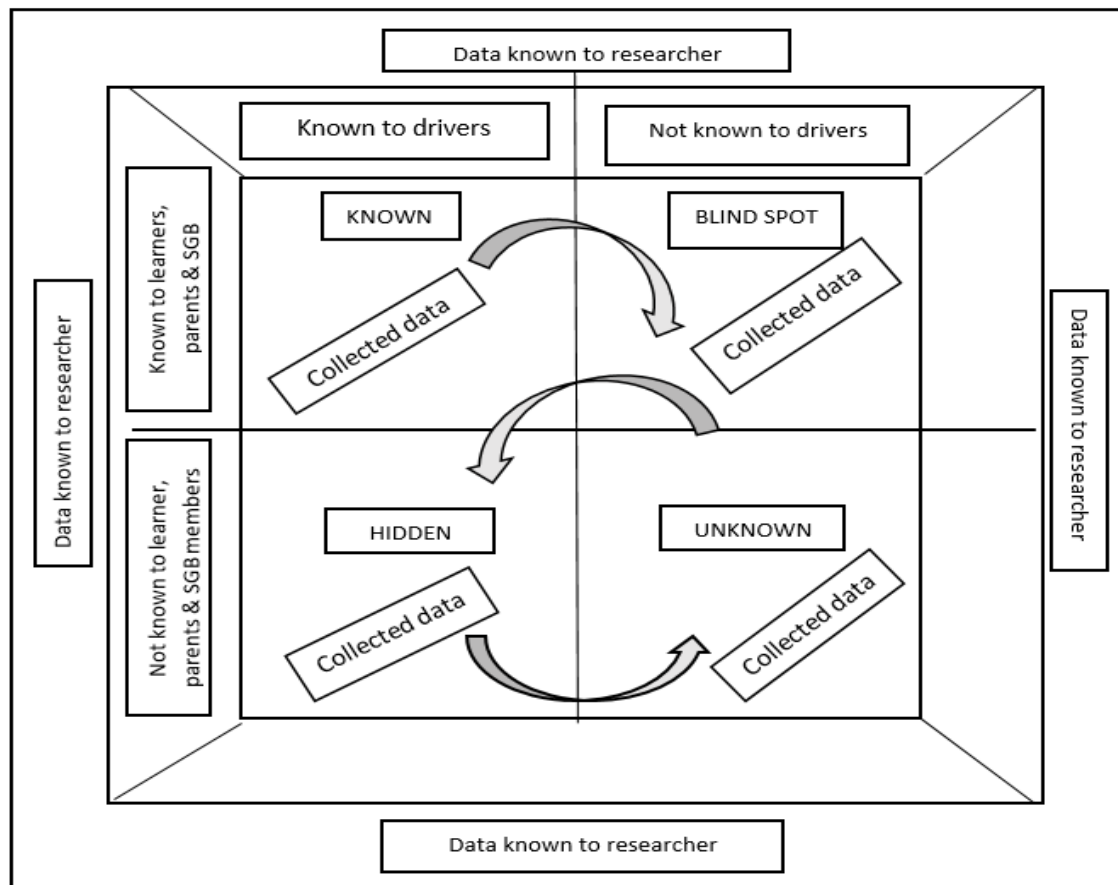 Data known to researcher
Known to drivers
Not known to drivers
Known to learners,
parents & SGB
KNOWN
BLIND SPOT
Collected data
Collected data
Data known to researcher
Data known to researcher
Not known to learner,
parents & SGB members
HIDDEN
UNKNOWN
Collected data
Collected data
Data known to researcher